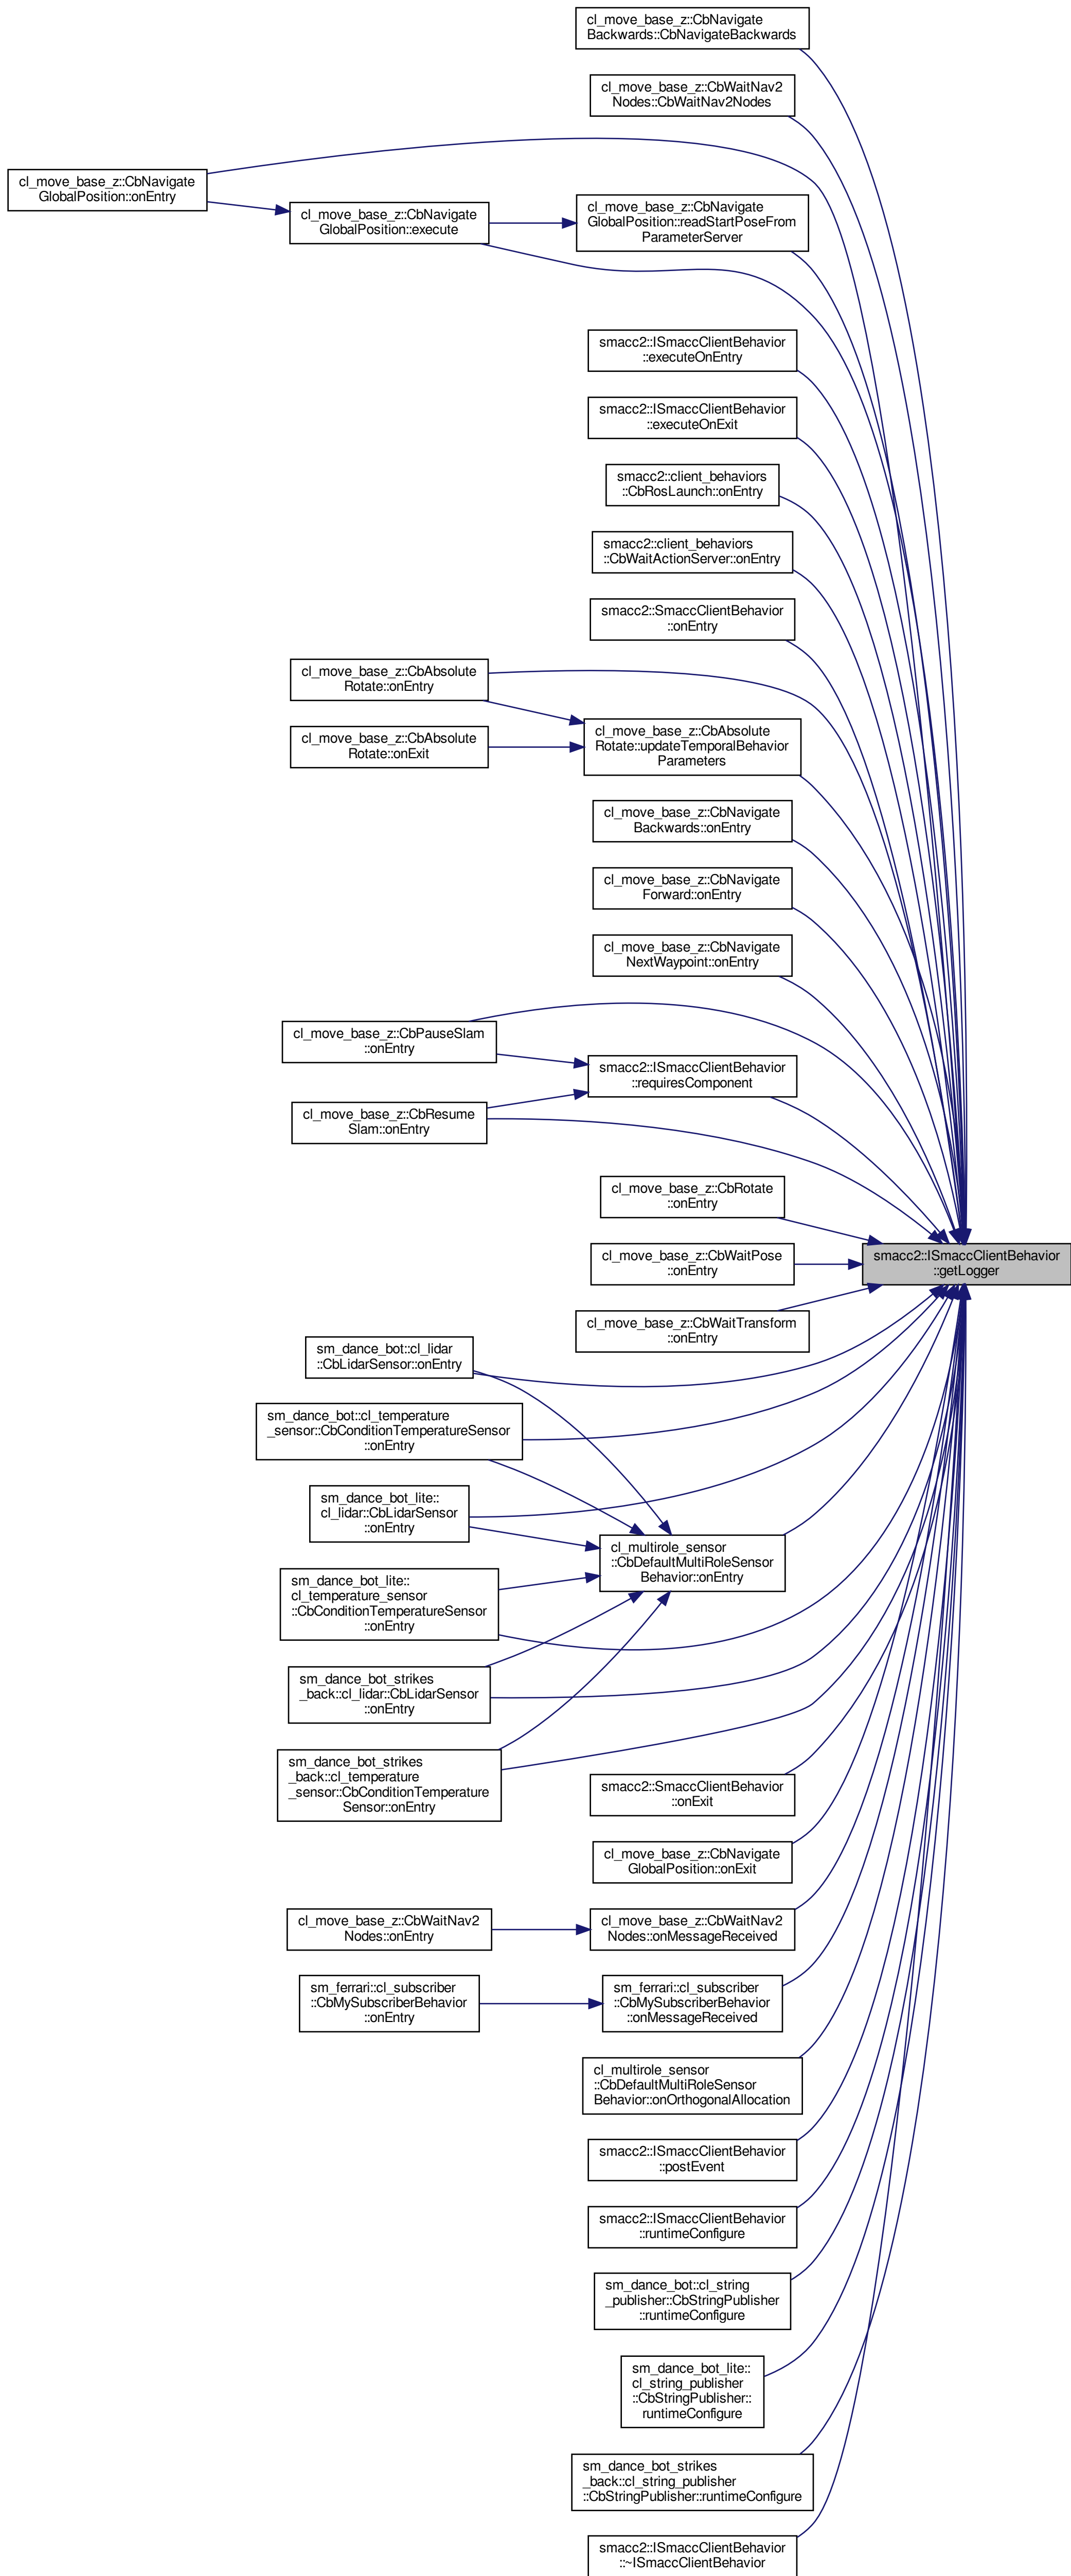 cl_move_base_z::CbNavigate
Backwards::CbNavigateBackwards
cl_move_base_z::CbWaitNav2
Nodes::CbWaitNav2Nodes
cl_move_base_z::CbNavigate
GlobalPosition::onEntry
cl_move_base_z::CbNavigate
GlobalPosition::execute
cl_move_base_z::CbNavigate
GlobalPosition::readStartPoseFrom
ParameterServer
smacc2::ISmaccClientBehavior
::executeOnEntry
smacc2::ISmaccClientBehavior
::executeOnExit
smacc2::client_behaviors
::CbRosLaunch::onEntry
smacc2::client_behaviors
::CbWaitActionServer::onEntry
smacc2::SmaccClientBehavior
::onEntry
cl_move_base_z::CbAbsolute
Rotate::onEntry
cl_move_base_z::CbAbsolute
Rotate::onExit
cl_move_base_z::CbAbsolute
Rotate::updateTemporalBehavior
Parameters
cl_move_base_z::CbNavigate
Backwards::onEntry
cl_move_base_z::CbNavigate
Forward::onEntry
cl_move_base_z::CbNavigate
NextWaypoint::onEntry
cl_move_base_z::CbPauseSlam
::onEntry
smacc2::ISmaccClientBehavior
::requiresComponent
cl_move_base_z::CbResume
Slam::onEntry
cl_move_base_z::CbRotate
::onEntry
cl_move_base_z::CbWaitPose
::onEntry
smacc2::ISmaccClientBehavior
::getLogger
cl_move_base_z::CbWaitTransform
::onEntry
sm_dance_bot::cl_lidar
::CbLidarSensor::onEntry
sm_dance_bot::cl_temperature
_sensor::CbConditionTemperatureSensor
::onEntry
sm_dance_bot_lite::
cl_lidar::CbLidarSensor
::onEntry
cl_multirole_sensor
::CbDefaultMultiRoleSensor
Behavior::onEntry
sm_dance_bot_lite::
cl_temperature_sensor
::CbConditionTemperatureSensor
::onEntry
sm_dance_bot_strikes
_back::cl_lidar::CbLidarSensor
::onEntry
sm_dance_bot_strikes
_back::cl_temperature
_sensor::CbConditionTemperature
Sensor::onEntry
smacc2::SmaccClientBehavior
::onExit
cl_move_base_z::CbNavigate
GlobalPosition::onExit
cl_move_base_z::CbWaitNav2
Nodes::onEntry
cl_move_base_z::CbWaitNav2
Nodes::onMessageReceived
sm_ferrari::cl_subscriber
::CbMySubscriberBehavior
::onEntry
sm_ferrari::cl_subscriber
::CbMySubscriberBehavior
::onMessageReceived
cl_multirole_sensor
::CbDefaultMultiRoleSensor
Behavior::onOrthogonalAllocation
smacc2::ISmaccClientBehavior
::postEvent
smacc2::ISmaccClientBehavior
::runtimeConfigure
sm_dance_bot::cl_string
_publisher::CbStringPublisher
::runtimeConfigure
sm_dance_bot_lite::
cl_string_publisher
::CbStringPublisher::
runtimeConfigure
sm_dance_bot_strikes
_back::cl_string_publisher
::CbStringPublisher::runtimeConfigure
smacc2::ISmaccClientBehavior
::~ISmaccClientBehavior